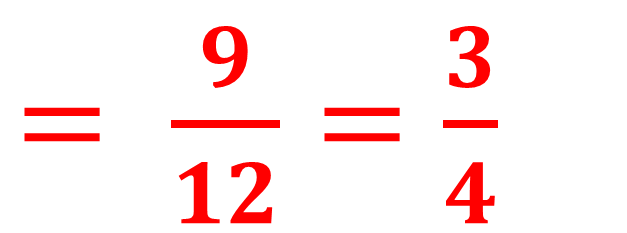 = 9/12 = 3/4